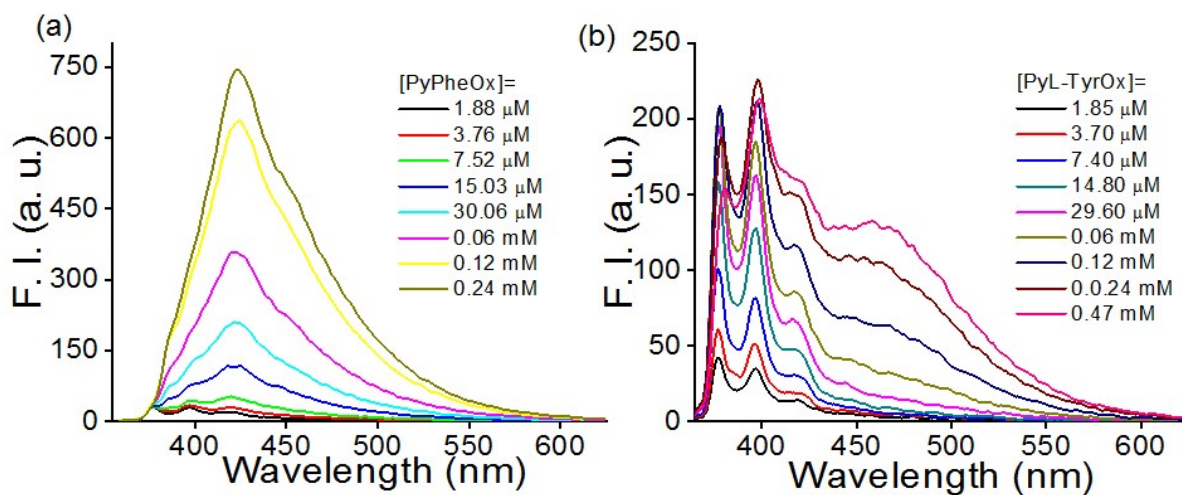 (a)
750
600
450
300
150
0
F. I. (a. u.)
400 450 500 550 600
Wavelength (nm)
[PyPheOx]=
1.88 μM
3.76 μM
7.52 μM
15.03 μM
30.06 μM
0.06 mM
0.12 mM
0.24 mM
(b)
250
200
150
100
50
0
F. I. (a. u.)
400 450 500 550 600
Wavelength (nm)
[PyL-TyrOx]=
1.85 μM
3.70 μM
7.40 μM
14.80 μM
29.60 μM
0.06 mM
0.12 mM
0.0.24 mM
0.47 mM